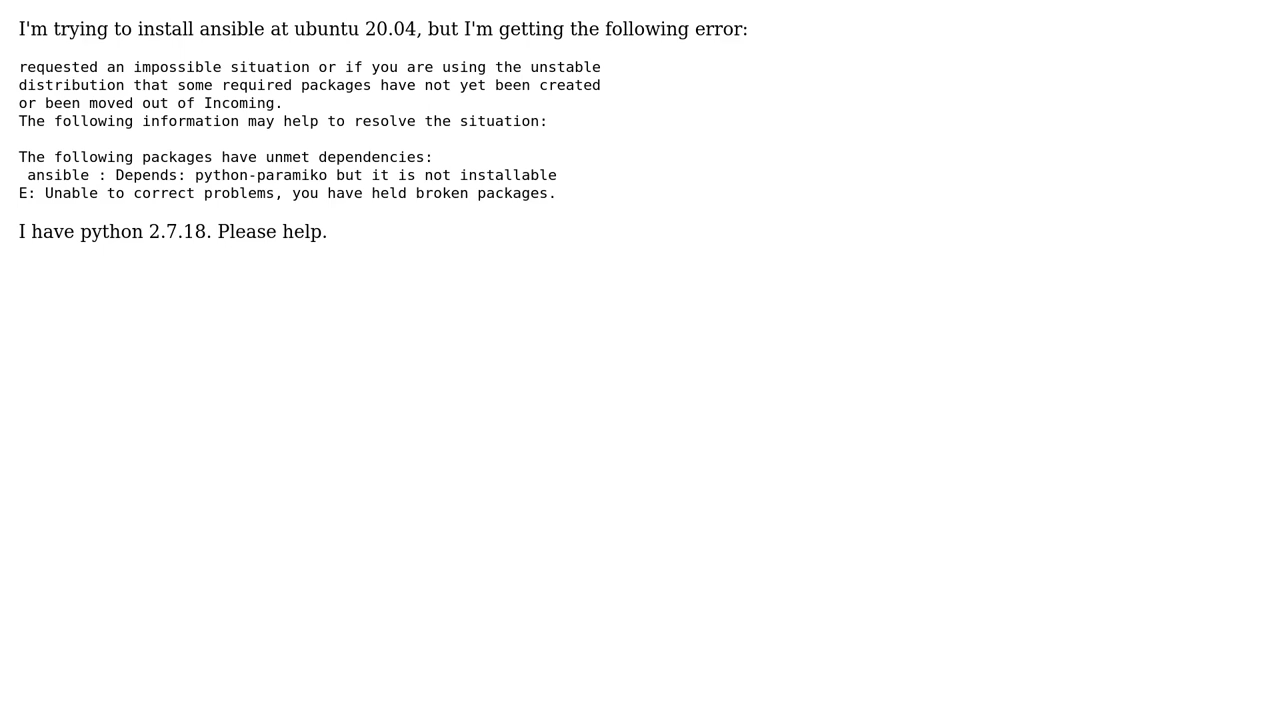 I'm trying to install ansible at ubuntu 20.04, but I'm getting the following error:
requested an impossible situation or if you are using the unstable
distribution that some required packages have not yet been created
or been moved out of Incoming.
The following information may help to resolve the situation:
The following packages have unmet dependencies:
 ansible : Depends: python-paramiko but it is not installable
E: Unable to correct problems, you have held broken packages.
I have python 2.7.18. Please help.